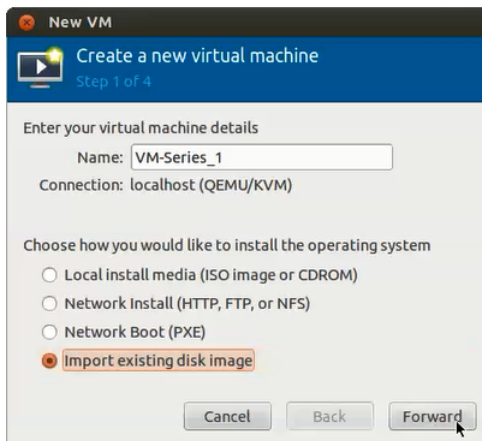 New VM
Create a new virtual machine
Step 1 of 4
Enter your virtual machine details
Name: VM-Series_1
Connection: localhost (QEMU/KVM)
Choose how you would like to install the operating system
Local install media (ISO image or CDROM)
Network Install (HTTP, FTP, or NFS)
Network Boot (PXE)
Import existing disk image
Cancel Back Forward